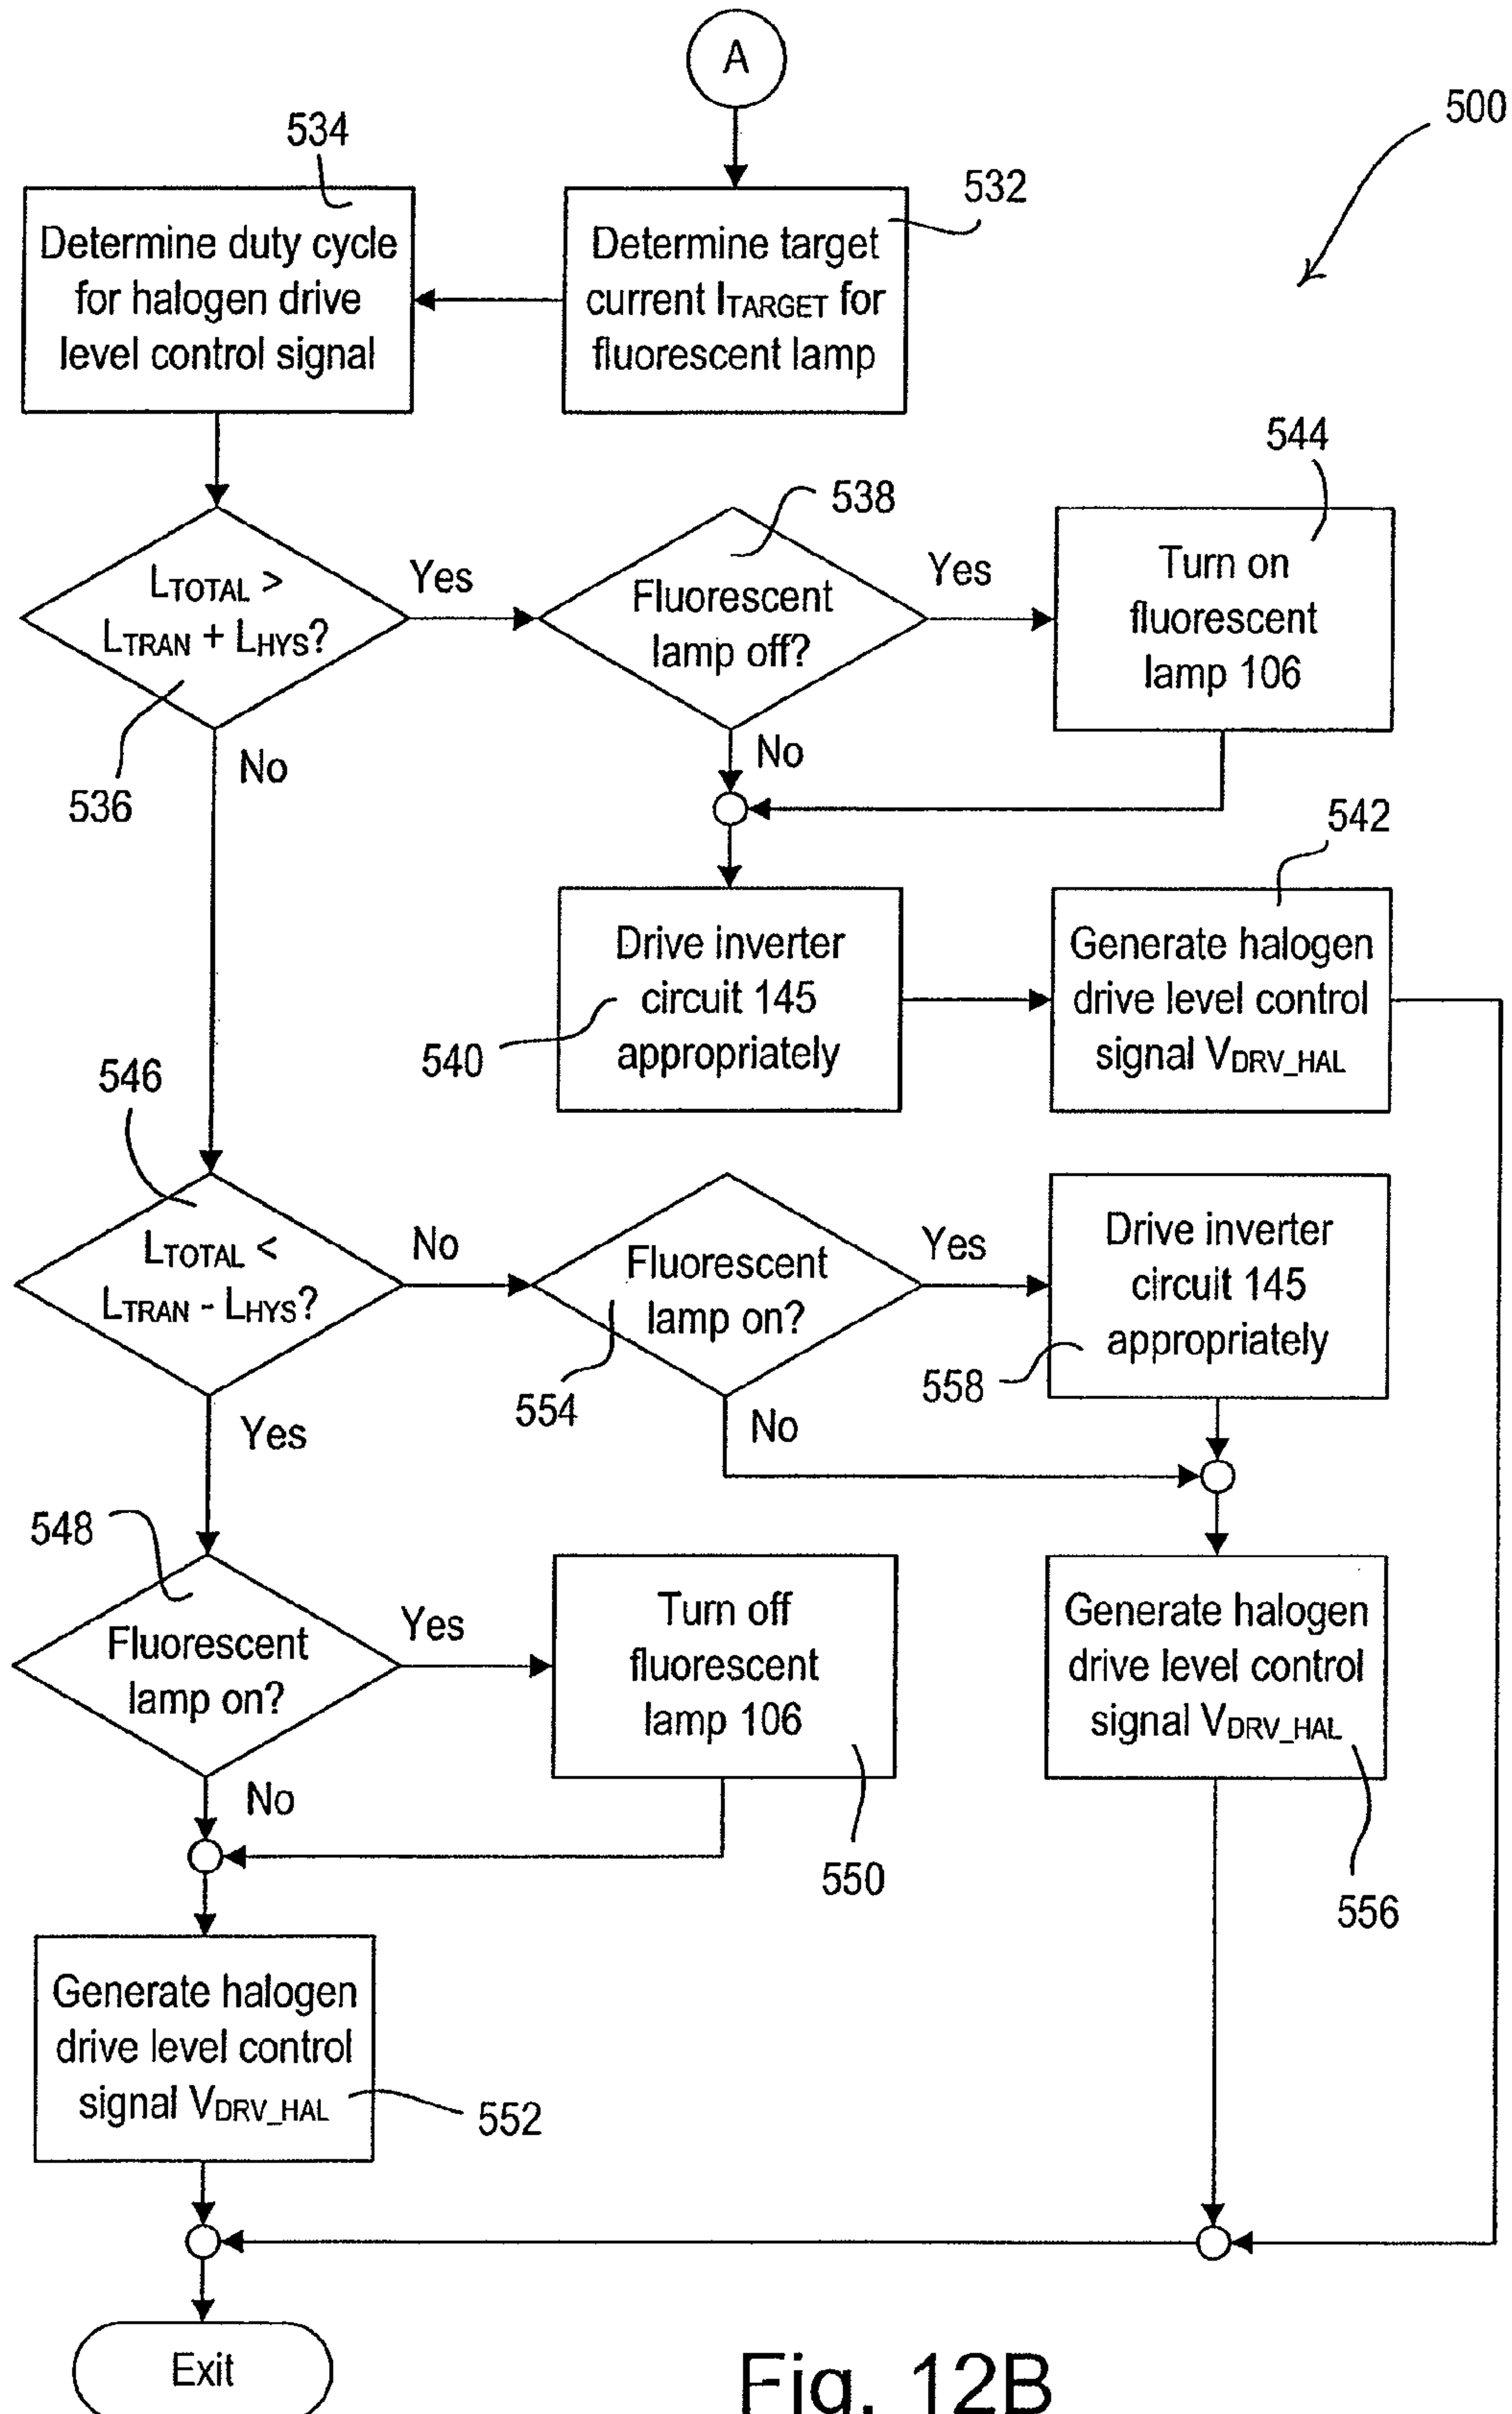 A
500
534
532
Determine duty cycle
for halogen drive
level control signal
Determine target
current ITARGET for
fluorescent lamp
544
538
LTOTAL >
LTRAN + LHYS?
Yes
Fluorescent
lamp off?
Yes
Turn on
fluorescent
lamp 106
536
No
No
542
Drive inverter
circuit 145
appropriately
540
Generate halogen
drive level control
signal VDRV_HAL
546
LTOTAL <
LTRAN - LHYS?
No
Fluorescent
lamp on?
Yes
Drive inverter
circuit 145
appropriately
554
558
Yes
No
548
Fluorescent
lamp on?
Yes
Turn off
fluorescent
lamp 106
Generate halogen
drive level control
signal VDRV_HAL
No
550
556
Generate halogen
drive level control
signal VDRV_HAL
552
Exit
Fig. 12B